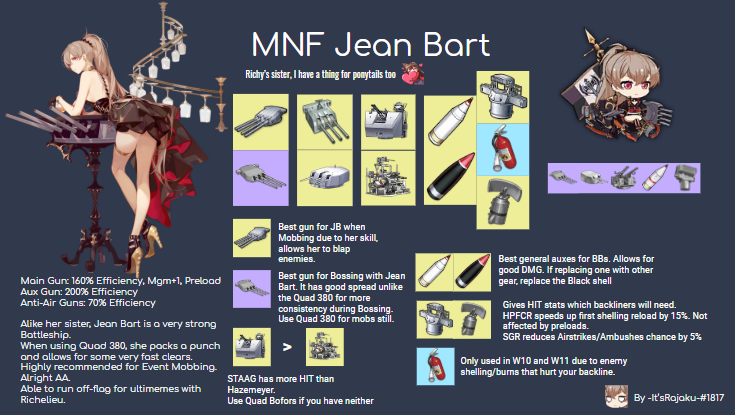 MNF Jean Bart
Richy's sister, I have a thing for ponytails too
Best gun for JB when
Mobbing due to her skill,
allows her to blap
enemies.
Best gun for Bossing with Jean
Bart. It has good spread unlike
the Quad 380 for more
consistency during Bossing.
Use Quad 380 for mobs still.
>
STAAG has more HIT than
Hazemeyer.
Use Quad Bofors if you have neither
Best general auxes for BBs. Allows for
good DMG. If replacing one with other
gear, replace the Black shell
Gives HIT stats which backliners will need.
HPFCR speeds up first shelling reload by 15%. Not
affected by preloads.
SGR reduces Airstrikes/Ambushes chance by 5%
Only used in W10 and W11 due to enemy
shelling/burns that hurt your backline.
Main Gun: 160% Efficiency, Mgm+1, Preload
Aux Gun: 200% Efficiency
Anti-Air Guns: 70% Efficiency
Alike her sister, Jean Bart is a very strong
Battleship.
When using Quad 380, she packs a punch
and allows for some very fast clears.
Highly recommended for Event Mobbing.
Alright AA.
Able to run off-flag for ultimemes with
Richelieu.
By -It'sRajaku-#1817